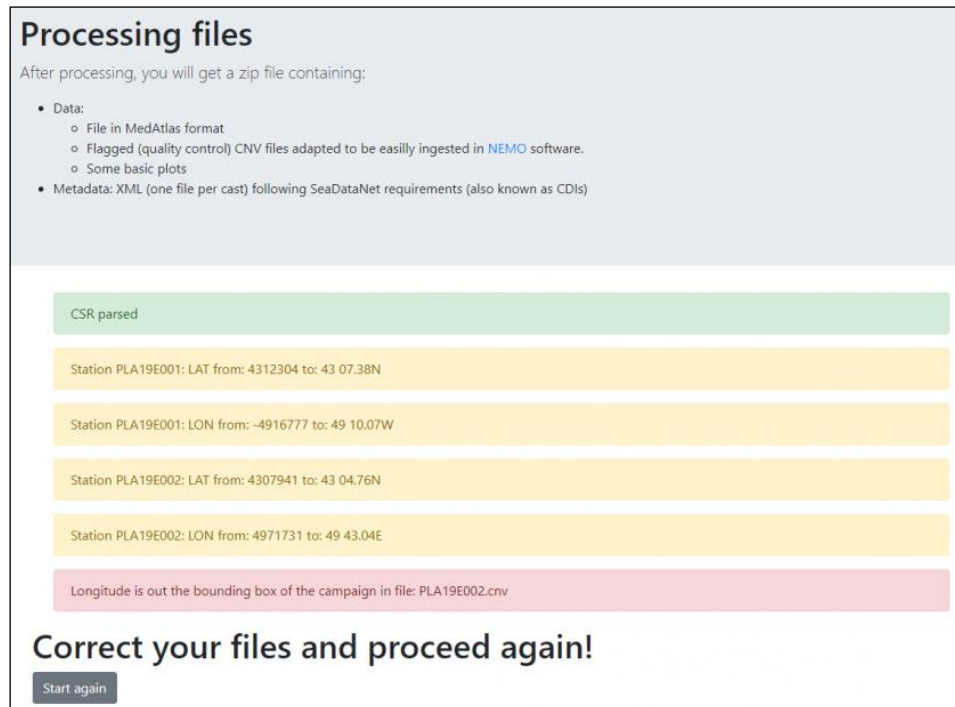 Processing files
After processing, you will get a zip file containing:
• Data:
○ File in MedAtlas format
○ Flagged (quality control) CNV files adapted to be easilly ingested in NEMO software.
○ Some basic plots
• Metadata: XML (one file per cast) following SeaDataNet requirements (also known as CDIs)
CSR parsed
Station PLA19E001: LAT from: 4312304 to: 43 07.38N
Station PLA19E001: LON from: -4916777 to: 49 10.07W
Station PLA19E002: LAT from: 4307941 to: 43 04.76N
Station PLA19E002: LON from: 4971731 to: 49 43.04E
Longitude is out the bounding box of the campaign in file: PLA19E002.cnv
Correct your files and proceed again!
Start again